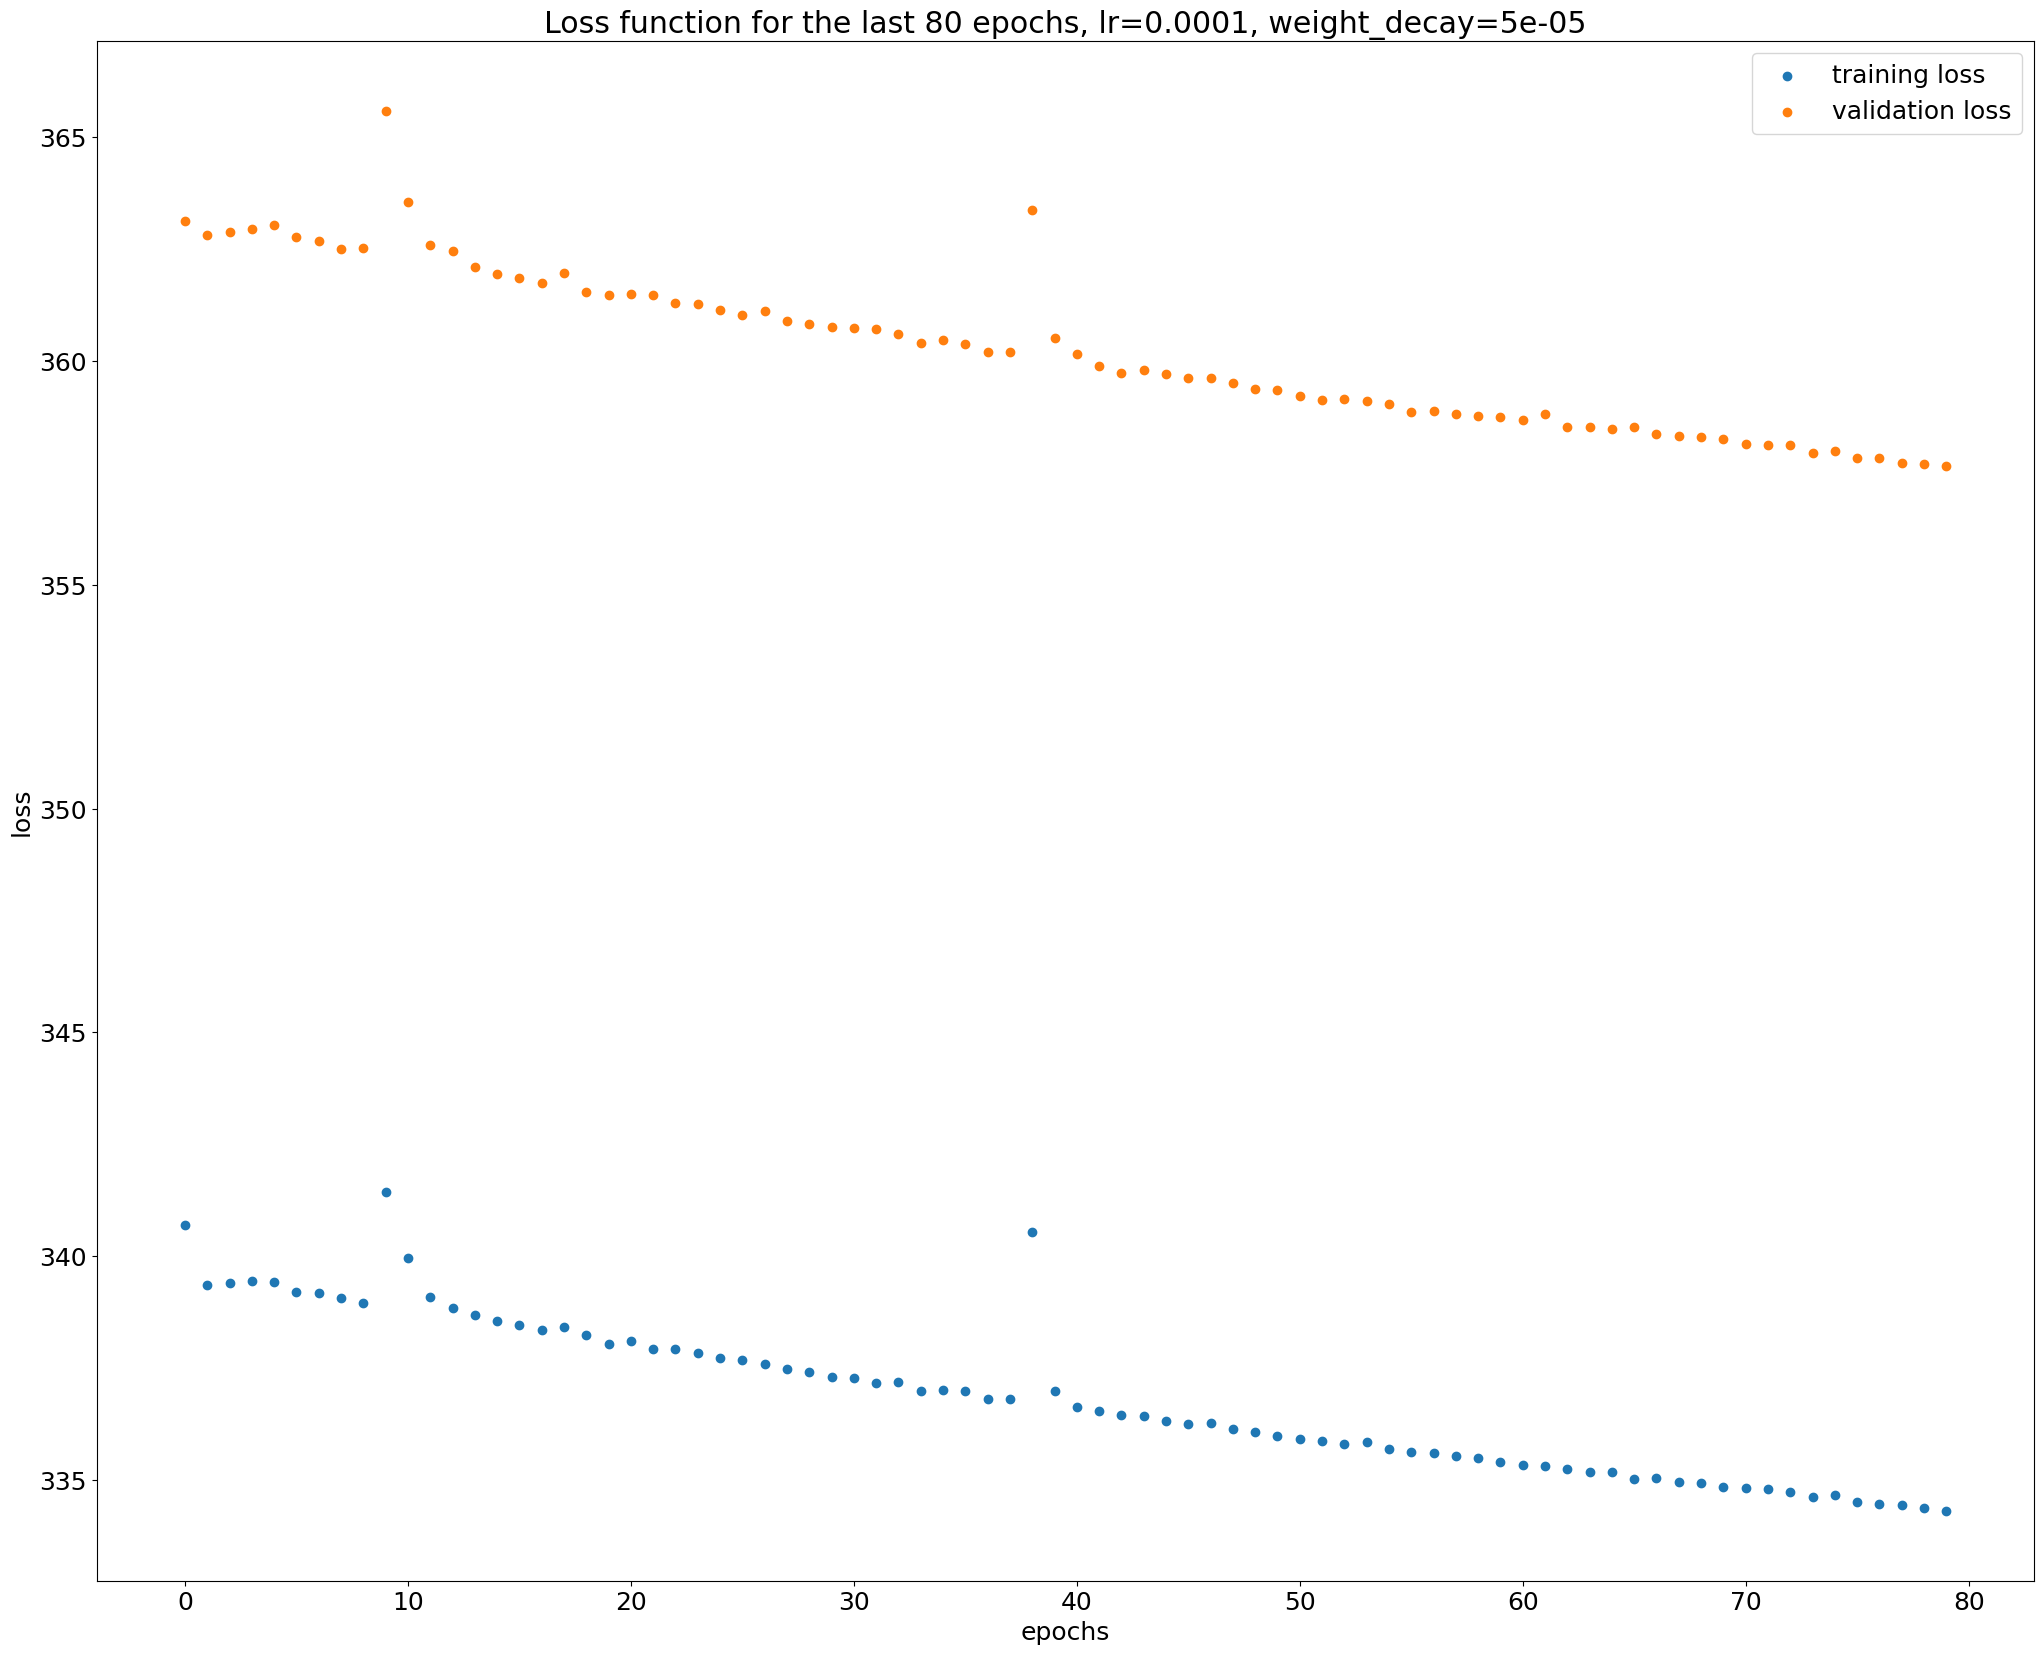 Loss function for the last 80 epochs, lr=0.0001, weight_decay=5e-05
training loss
validation loss
365
360
355
350
345
340
335
loss
0 10 20 30 40 50 60 70 80
epochs